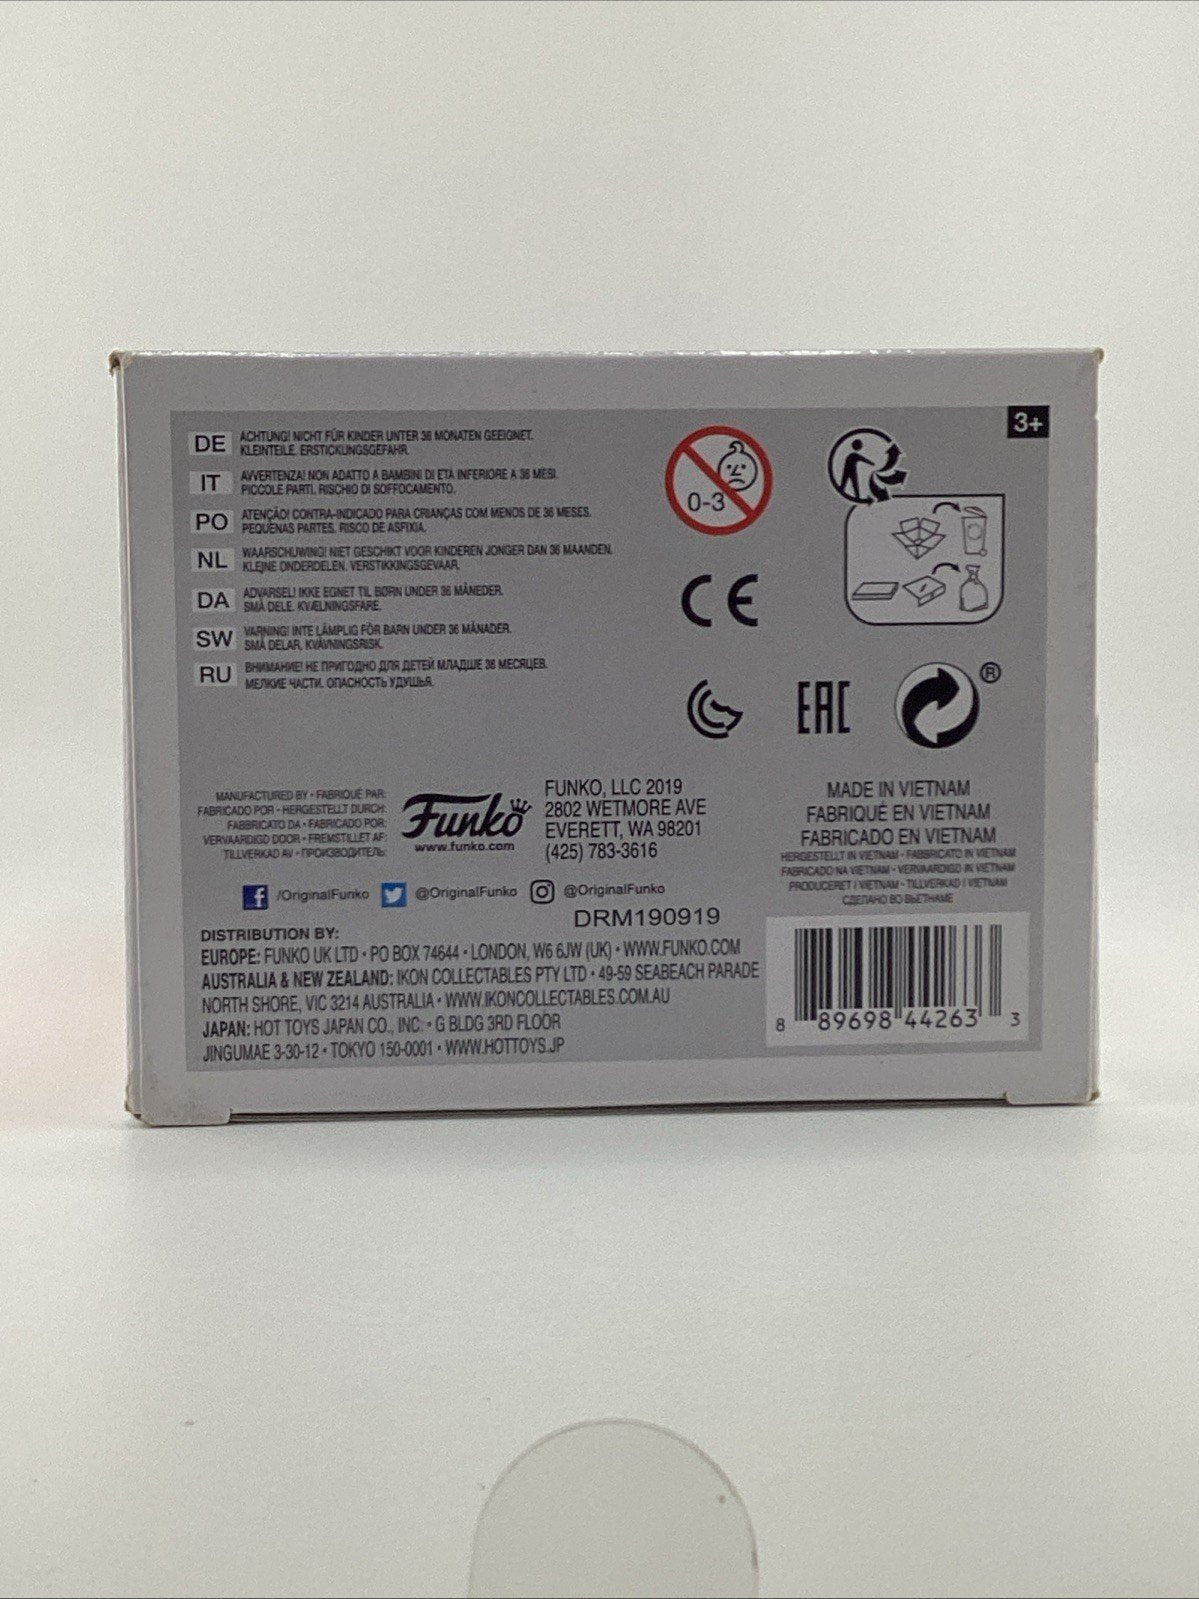 3+
DE ACHTUNG! NICHT FÜR KINDER UNTER 36 MONATEN GEEIGNET.
KLEINTEILE. ERSTICKUNGSGEFAHR.
IT AVVERTENZA! NON ADATTO A BAMBINI DI ETÀ INFERIORE A 36 MESI.
PICCOLE PARTI. RISCHIO DI SOFFOCAMENTO.
PO ATENÇÃO! CONTRA-INDICADO PARA CRIANÇAS COM MENOS DE 36 MESES.
PEQUENAS PARTES. RISCO DE ASFIXIA.
NL WAARSCHUWING! NIET GESCHIKT VOOR KINDEREN JONGER DAN 36 MAANDEN.
KLEINE ONDERDELEN. VERSTIKKINGSGEVAAR.
DA ADVARSEL! IKKE EGNET TIL BØRN UNDER 36 MÅNEDER.
SMÅ DELE. KVÆLNINGSFARE.
SW VARNING! INTE LÄMPLIG FÖR BARN UNDER 36 MÅNADER.
SMÅ DELAR. KVÄVNINGSRISK.
RU ВНИМАНИЕ! НЕ ПРИГОДНО ДЛЯ ДЕТЕЙ МЛАДШЕ 36 МЕСЯЦЕВ.
МЕЛКИЕ ЧАСТИ. ОПАСНОСТЬ УДУШЬЯ.
0-3
CE
EAC
®
MANUFACTURED BY • FABRIQUÉ PAR:
FABRICADO POR • HERGESTELLT DURCH:
FABBRICATO DA • FABRICADO POR:
VERVAARDIGD DOOR • FREMSTILLET AF:
TILLVERKAD AV • ПРОИЗВОДИТЕЛЬ:
Funko
www.funko.com
FUNKO, LLC 2019
2802 WETMORE AVE
EVERETT, WA 98201
(425) 783-3616
MADE IN VIETNAM
FABRIQUÉ EN VIETNAM
FABRICADO EN VIETNAM
HERGESTELLT IN VIETNAM • FABBRICATO IN VIETNAM
FABRICADO NA VIETNAM • VERVAARDIGD IN VIETNAM
PRODUCERET I VIETNAM • TILLVERKAD I VIETNAM
СДЕЛАНО ВО ВЬЕТНАМЕ
/OriginalFunko @OriginalFunko @OriginalFunko
DRM190919
DISTRIBUTION BY:
EUROPE: FUNKO UK LTD • PO BOX 74644 • LONDON, W6 6JW (UK) • WWW.FUNKO.COM
AUSTRALIA & NEW ZEALAND: IKON COLLECTABLES PTY LTD • 49-59 SEABEACH PARADE
NORTH SHORE, VIC 3214 AUSTRALIA • WWW.IKONCOLLECTABLES.COM.AU
JAPAN: HOT TOYS JAPAN CO., INC. • G BLDG 3RD FLOOR
JINGUMAE 3-30-12 • TOKYO 150-0001 • WWW.HOTTOYS.JP
8 89698 44263 3